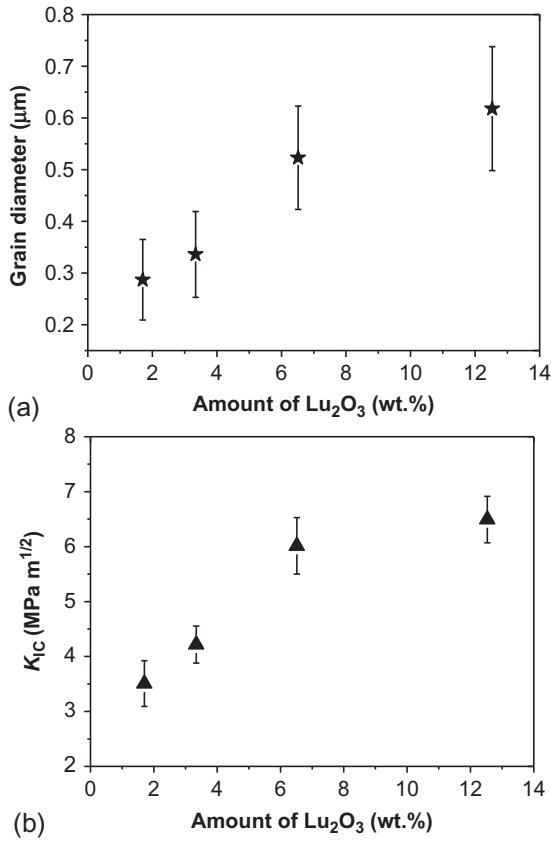 0.8
0.7
0.6
0.5
0.4
0.3
0.2
Grain diameter (μm)
0 2 4 6 8 10 12 14
(a)
Amount of Lu₂O₃ (wt.%)
8
7
6
5
4
3
2
K_IC (MPa m^1/2)
0 2 4 6 8 10 12 14
(b)
Amount of Lu₂O₃ (wt.%)